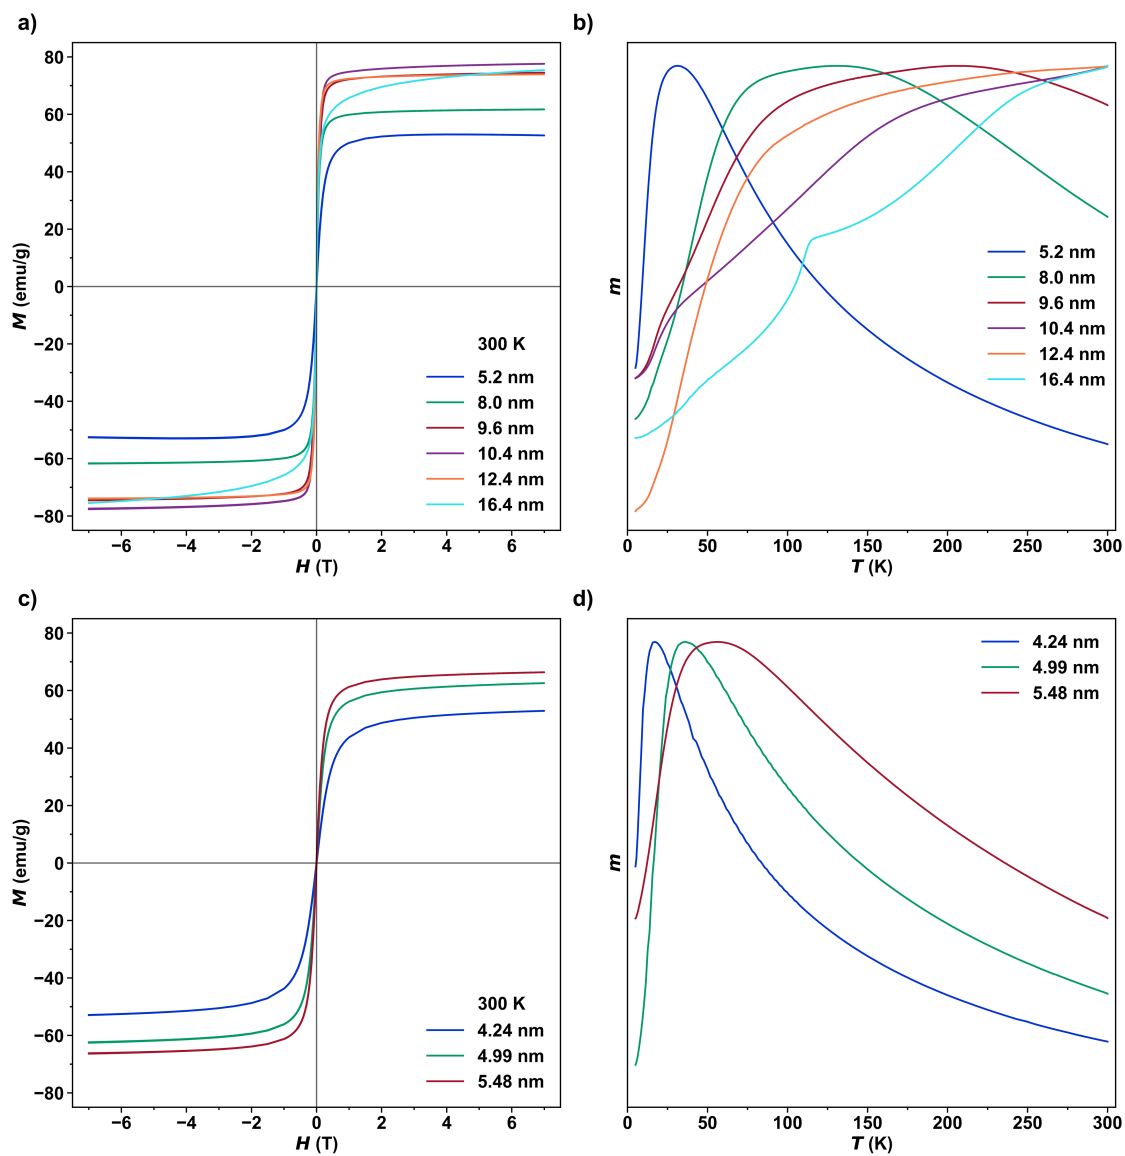 a)
80
60
40
20
0
−20
−40
−60
−80
M (emu/g)
−6 −4 −2 0 2 4 6
H (T)
300 K
5.2 nm
8.0 nm
9.6 nm
10.4 nm
12.4 nm
16.4 nm
b)
m
0 50 100 150 200 250 300
T (K)
5.2 nm
8.0 nm
9.6 nm
10.4 nm
12.4 nm
16.4 nm
c)
80
60
40
20
0
−20
−40
−60
−80
M (emu/g)
−6 −4 −2 0 2 4 6
H (T)
300 K
4.24 nm
4.99 nm
5.48 nm
d)
m
0 50 100 150 200 250 300
T (K)
4.24 nm
4.99 nm
5.48 nm